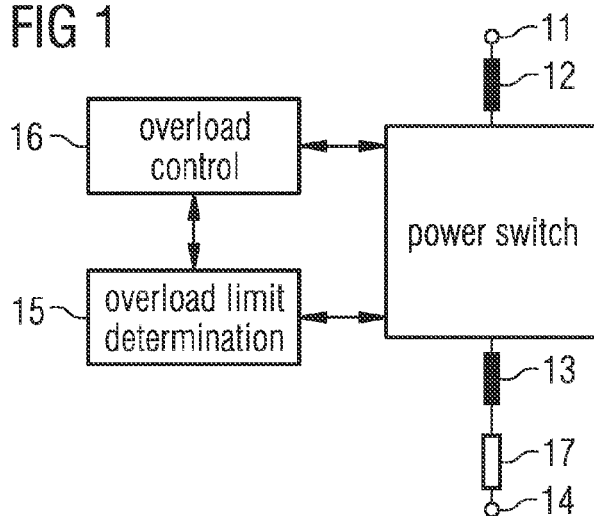 FIG 1
11
12
16
overload
control
power switch
15
overload limit
determination
13
17
14